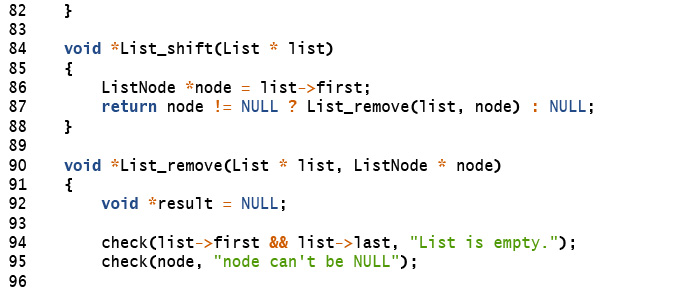 82    }
83
84    void *List_shift(List * list)
85    {
86        ListNode *node = list->first;
87        return node != NULL ? List_remove(list, node) : NULL;
88    }
89
90    void *List_remove(List * list, ListNode * node)
91    {
92        void *result = NULL;
93
94        check(list->first && list->last, "List is empty.");
95        check(node, "node can't be NULL");
96